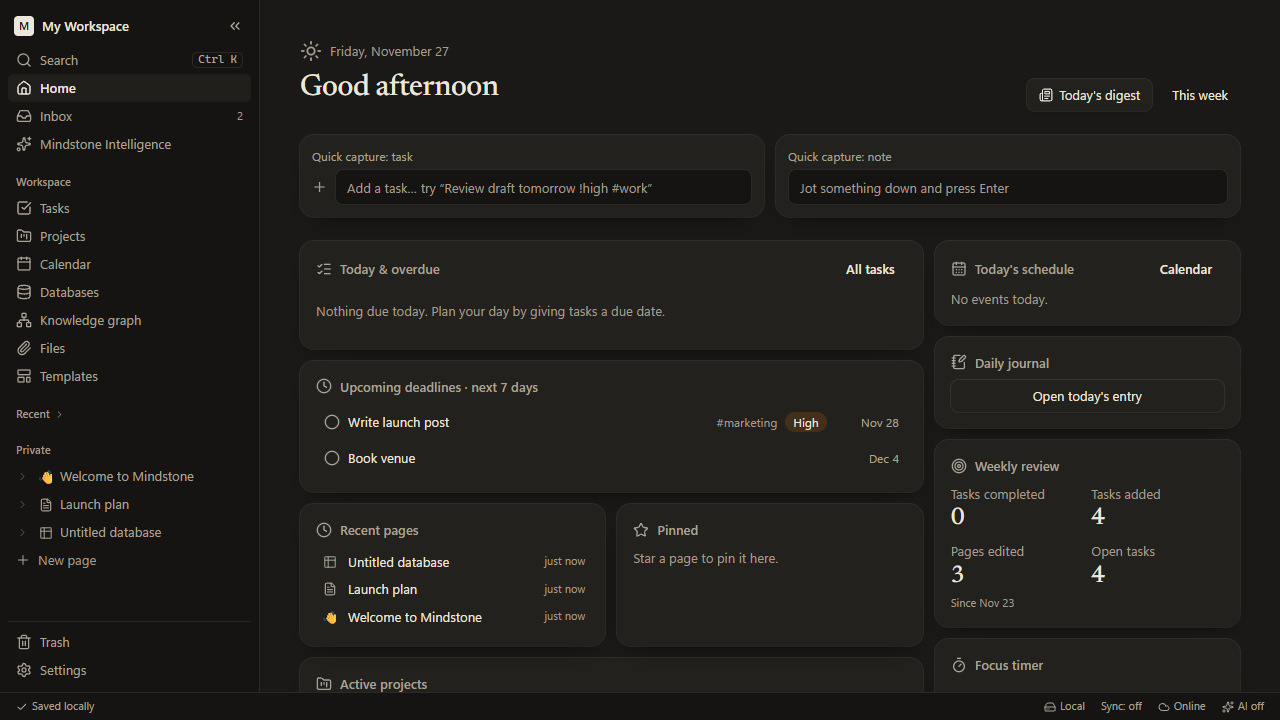 M My Workspace
Search Ctrl K
Home
Inbox 2
Mindstone Intelligence
Workspace
Tasks
Projects
Calendar
Databases
Knowledge graph
Files
Templates
Recent
Private
Welcome to Mindstone
Launch plan
Untitled database
New page
Trash
Settings
Friday, November 27
Good afternoon
Today's digest This week
Quick capture: task
Add a task... try “Review draft tomorrow !high #work”
Quick capture: note
Jot something down and press Enter
Today & overdue All tasks
Nothing due today. Plan your day by giving tasks a due date.
Upcoming deadlines · next 7 days
Write launch post #marketing High Nov 28
Book venue Dec 4
Recent pages
Untitled database just now
Launch plan just now
Welcome to Mindstone just now
Pinned
Star a page to pin it here.
Active projects
Today's schedule Calendar
No events today.
Daily journal
Open today's entry
Weekly review
Tasks completed Tasks added
0 4
Pages edited Open tasks
3 4
Since Nov 23
Focus timer
Saved locally Local Sync: off Online AI off